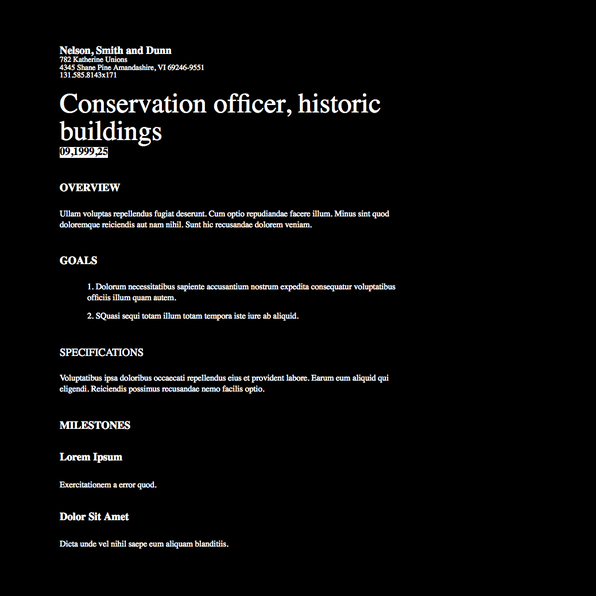 Nelson, Smith and Dunn
782 Katherine Unions
4345 Shane Pine Amandashire, VI 69246-9551
131.585.8143x171
Conservation officer, historic
buildings
09,1999,25
OVERVIEW
Ullam voluptas repellendus fugiat deserunt. Cum optio repudiandae facere illum. Minus sint quod
doloremque reiciendis aut nam nihil. Sunt hic recusandae dolorem veniam.
GOALS
1. Dolorum necessitatibus sapiente accusantium nostrum expedita consequatur voluptatibus
officiis illum quam autem.
2. SQuasi sequi totam illum totam tempora iste iure ab aliquid.
SPECIFICATIONS
Voluptatibus ipsa doloribus occaecati repellendus eius et provident labore. Earum eum aliquid qui
eligendi. Reiciendis possimus recusandae nemo facilis optio.
MILESTONES
Lorem Ipsum
Exercitationem a error quod.
Dolor Sit Amet
Dicta unde vel nihil saepe eum aliquam blanditiis.